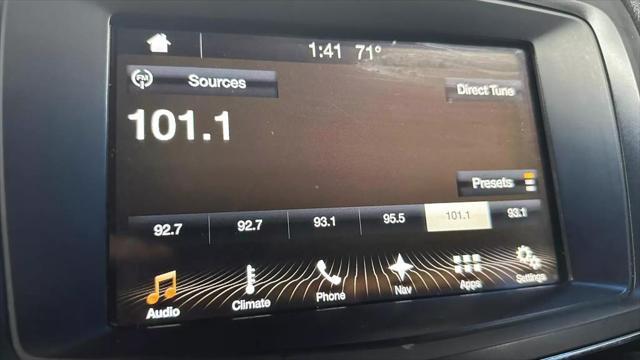 1:41 71°
FM Sources
Direct Tune
101.1
Presets
92.7 92.7 93.1 95.5 101.1 93.1
Audio Climate Phone Nav Apps Settings